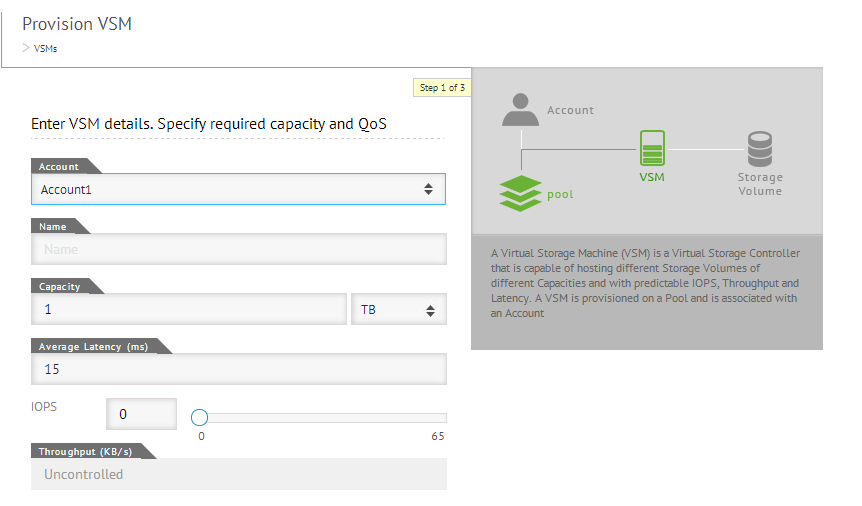 Provision VSM
> VSMs
Step 1 of 3
Enter VSM details. Specify required capacity and QoS
Account
Account1
Name
Name
Capacity
1
TB
Average Latency (ms)
15
IOPS
0
0
65
Throughput (KB/s)
Uncontrolled
Account
VSM
Storage
Volume
pool
A Virtual Storage Machine (VSM) is a Virtual Storage Controller
that is capable of hosting different Storage Volumes of
different Capacities and with predictable IOPS, Throughput and
Latency. A VSM is provisioned on a Pool and is associated with
an Account